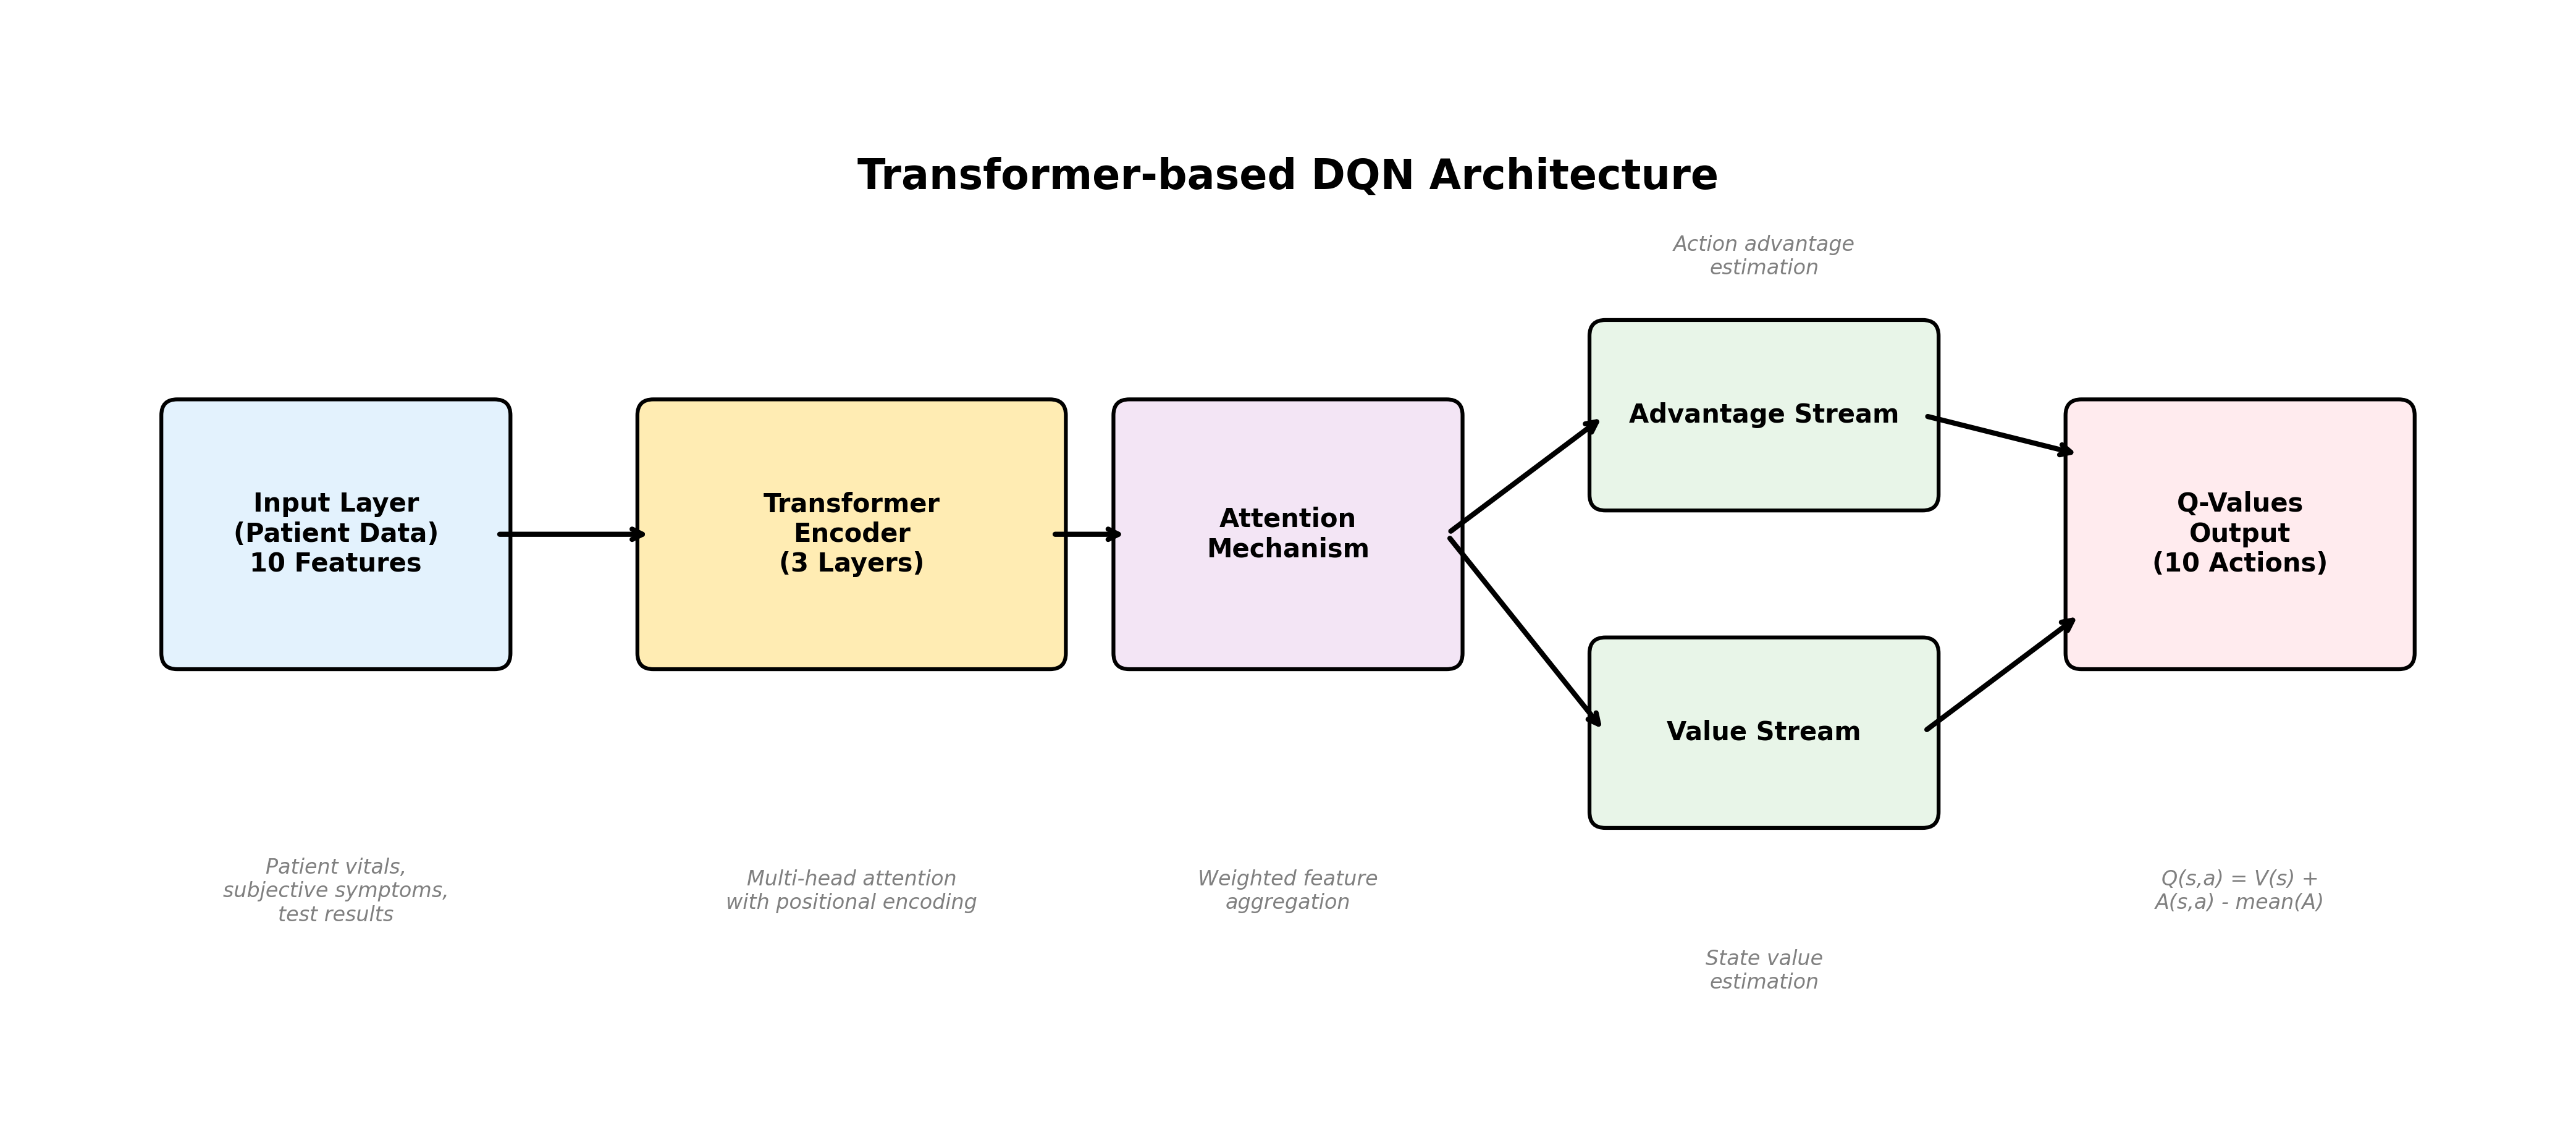 Transformer-based DQN Architecture
Action advantage
estimation
Input Layer
(Patient Data)
10 Features
Transformer
Encoder
(3 Layers)
Attention
Mechanism
Advantage Stream
Value Stream
Q-Values
Output
(10 Actions)
Patient vitals,
subjective symptoms,
test results
Multi-head attention
with positional encoding
Weighted feature
aggregation
State value
estimation
Q(s,a) = V(s) +
A(s,a) - mean(A)